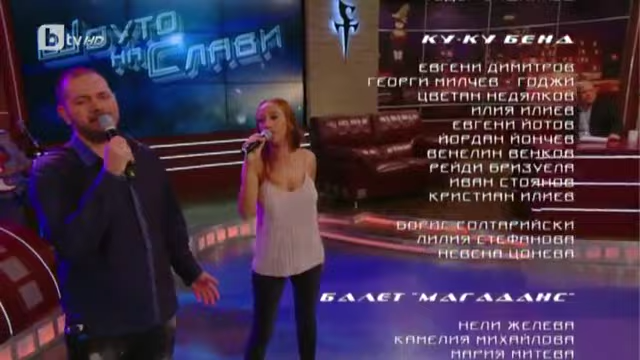 btv HD
Шоуто
на Слави
КУ-КУ БЕНД
ЕВГЕНИ ДИМИТРОВ
ГЕОРГИ МИЛЧЕВ - ГОДЖИ
ЦВЕТАН НЕДЯЛКОВ
ИЛИЯ ИЛИЕВ
ЕВГЕНИ ЙОТОВ
ЙОРДАН ЙОНЧЕВ
ВЕНЕЛИН ВЕНКОВ
РЕЙДИ БРИЗУЕЛА
ИВАН СТОЯНОВ
КРИСТИАН ИЛИЕВ
БОРИС СОЛТАРИЙСКИ
ЛИЛИЯ СТЕФАНОВА
НЕВЕНА ЦОНЕВА
БАЛЕТ "МАГАДАНС"
НЕЛИ ЖЕЛЕВА
КАМЕЛИЯ МИХАЙЛОВА
МАРИЯ МИТЕВА